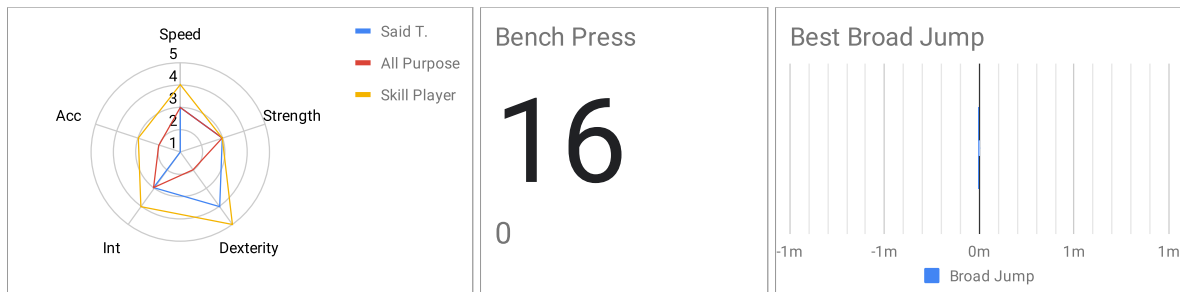 Speed
5
4
3
2
1
Acc
Strength
Int
Dexterity
Said T.
All Purpose
Skill Player
Bench Press
16
0
Best Broad Jump
-1m
-1m
0m
1m
1m
Broad Jump